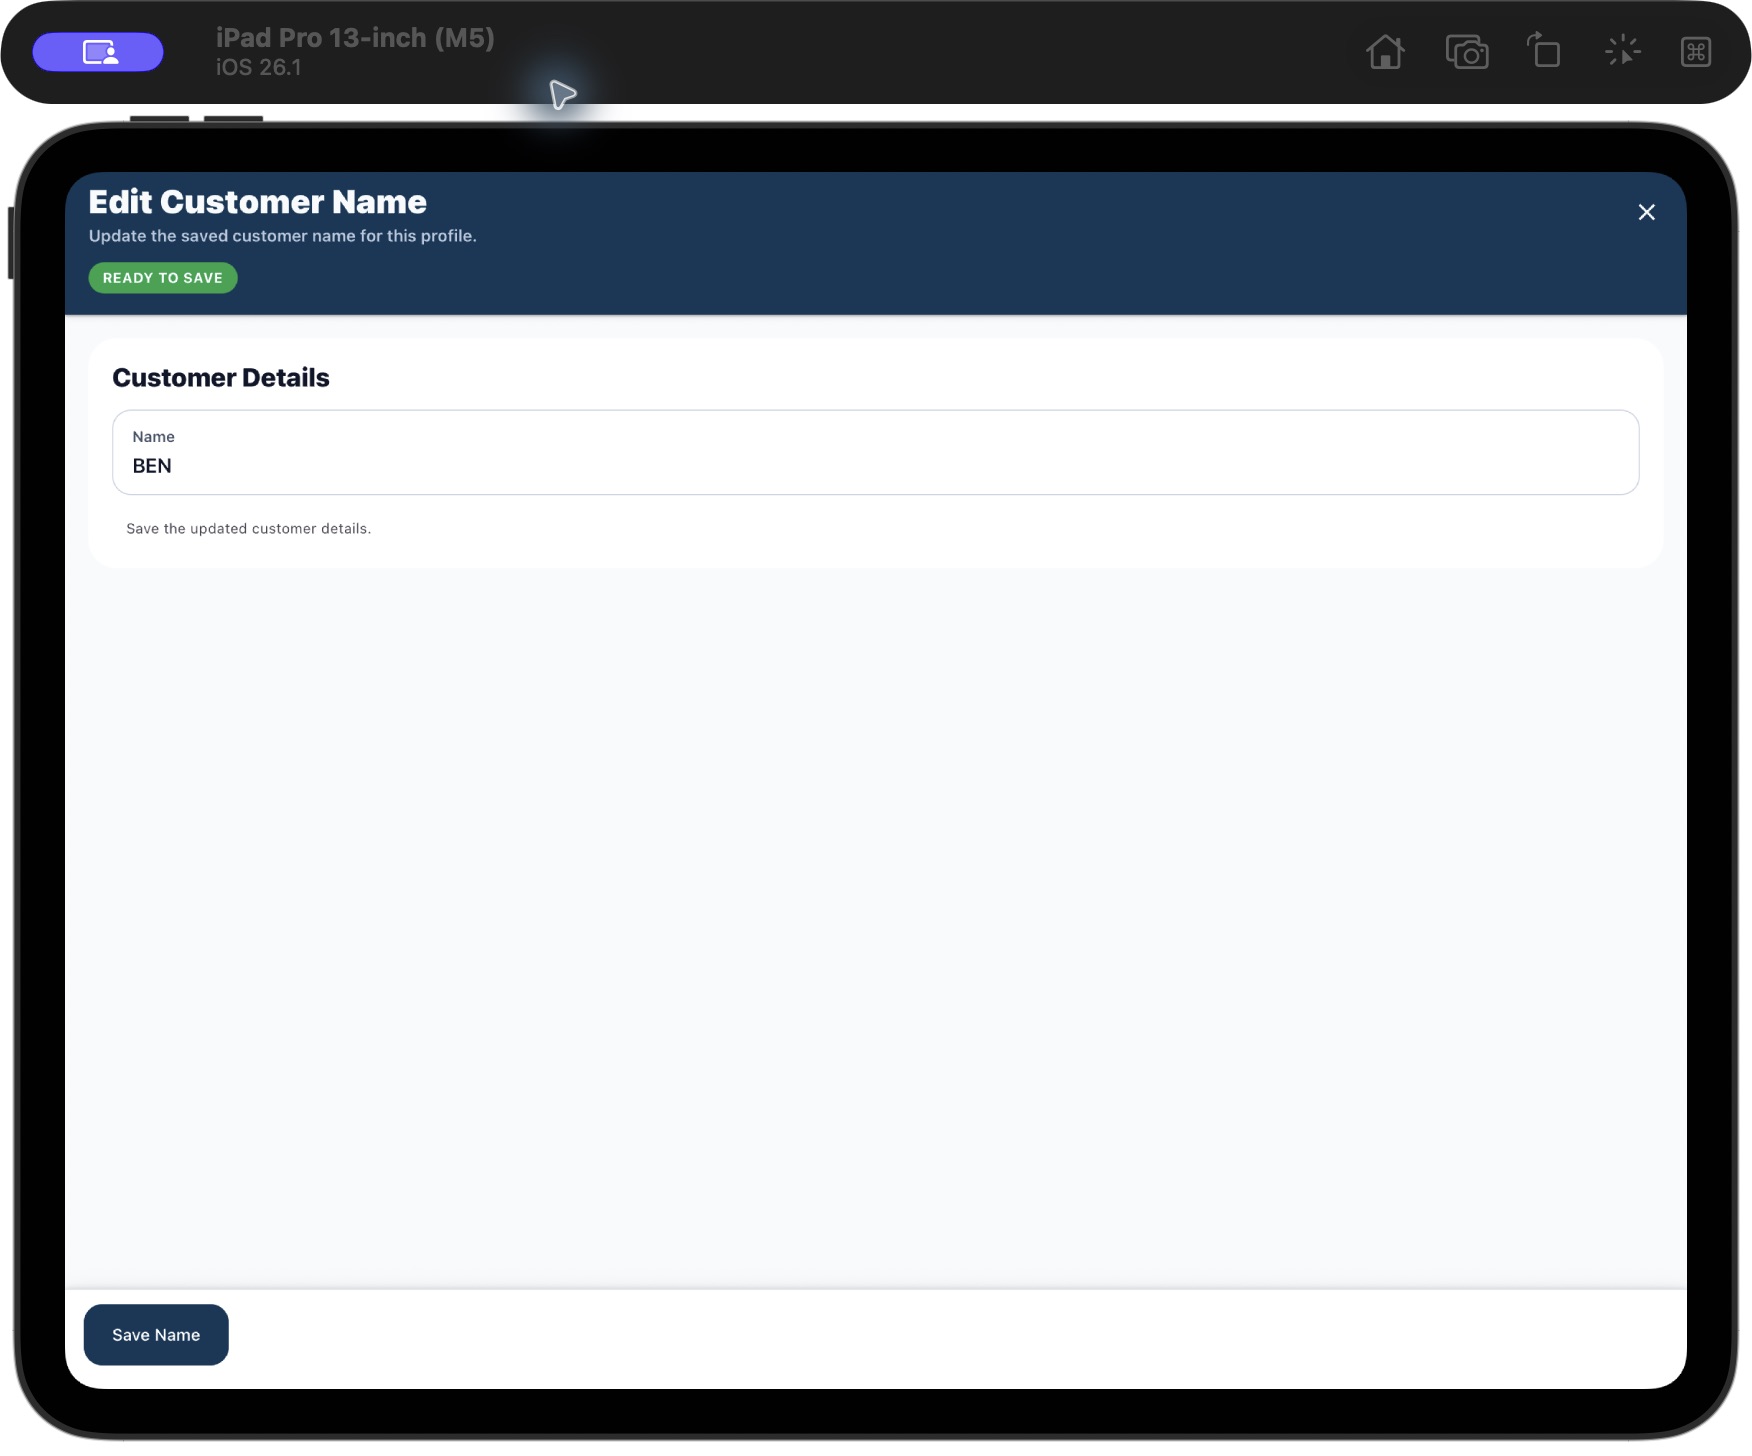 iPad Pro 13-inch (M5)
iOS 26.1
Edit Customer Name
Update the saved customer name for this profile.
READY TO SAVE
Customer Details
Name
BEN
Save the updated customer details.
Save Name